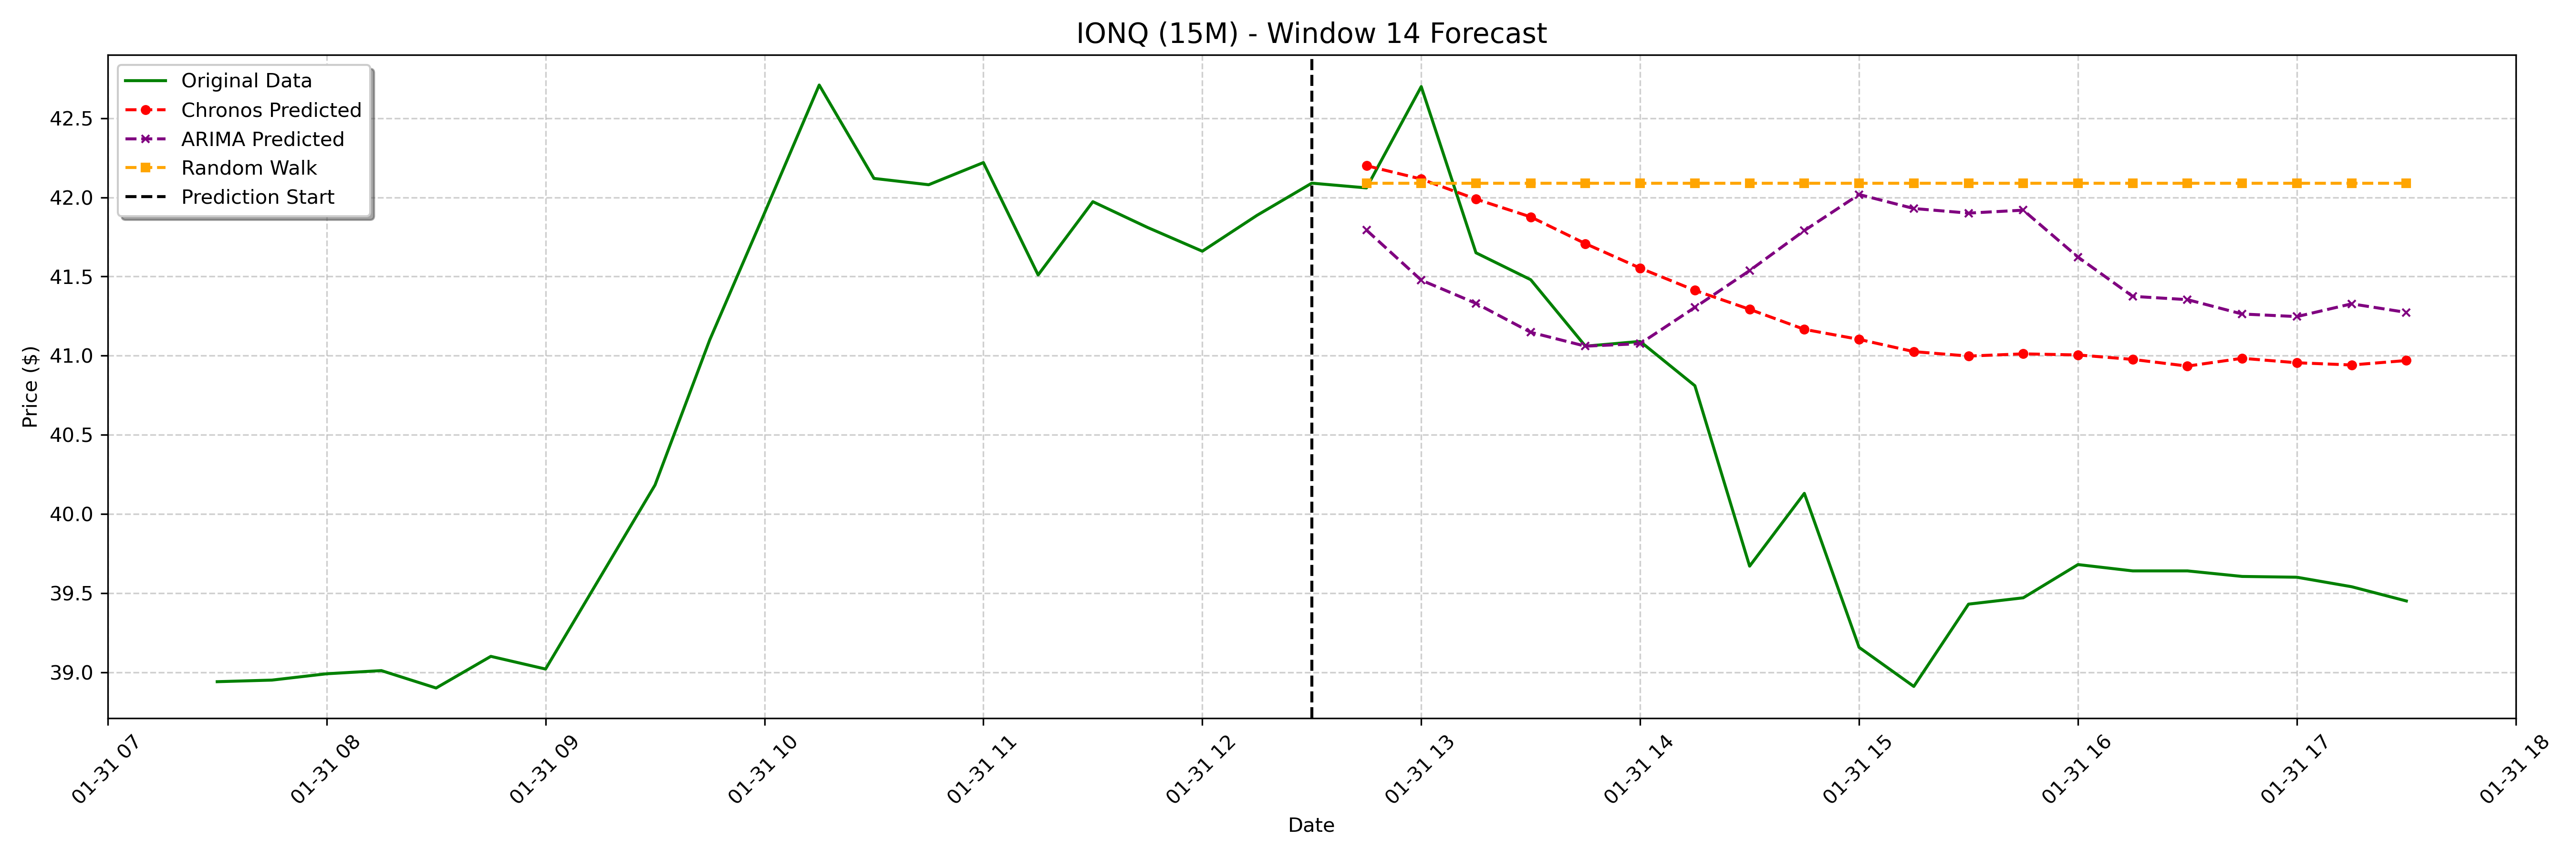 IONQ (15M) - Window 14 Forecast
Original Data
Chronos Predicted
ARIMA Predicted
Random Walk
Prediction Start
Price ($)
42.5
42.0
41.5
41.0
40.5
40.0
39.5
39.0
01-31 07
01-31 08
01-31 09
01-31 10
01-31 11
01-31 12
01-31 13
01-31 14
01-31 15
01-31 16
01-31 17
01-31 18
Date